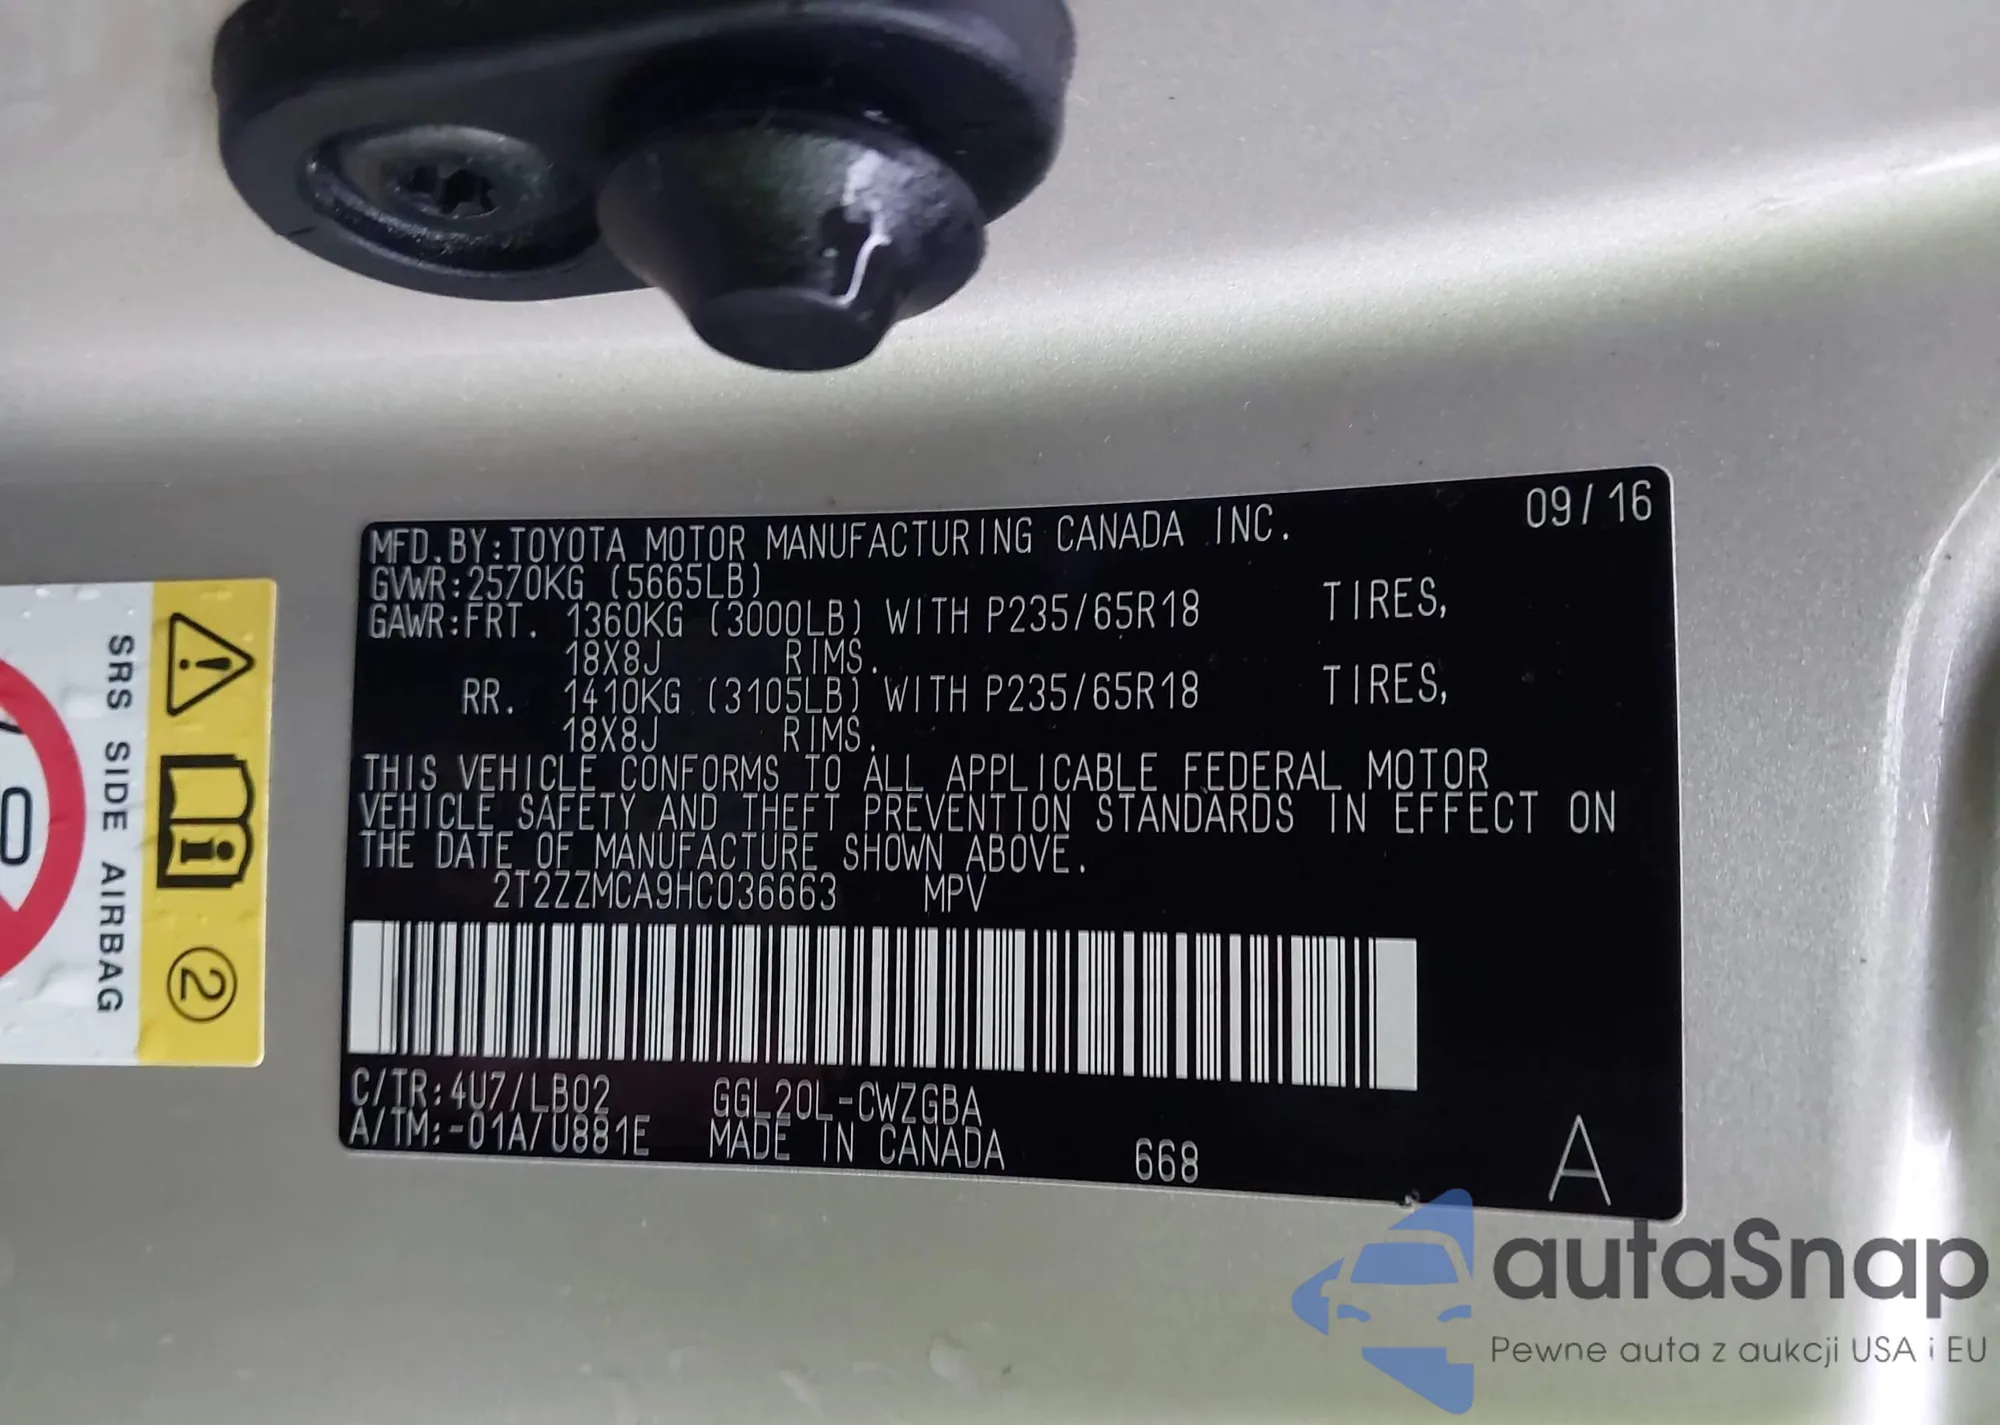 MFD.BY:TOYOTA MOTOR MANUFACTURING CANADA INC. 09/16
GVWR:2570KG (5665LB)
GAWR:FRT. 1360KG (3000LB) WITH P235/65R18 TIRES,
18X8J RIMS.
RR. 1410KG (3105LB) WITH P235/65R18 TIRES,
18X8J RIMS.
THIS VEHICLE CONFORMS TO ALL APPLICABLE FEDERAL MOTOR
VEHICLE SAFETY AND THEFT PREVENTION STANDARDS IN EFFECT ON
THE DATE OF MANUFACTURE SHOWN ABOVE.
2T2ZZMCA9HC036663 MPV
C/TR:4U7/LB02 GGL20L-CWZGBA
A/TM:-01A/U881E MADE IN CANADA 668 A
SRS SIDE AIRBAG
2
autoSnap
Pewne auta z aukcji USA i EU